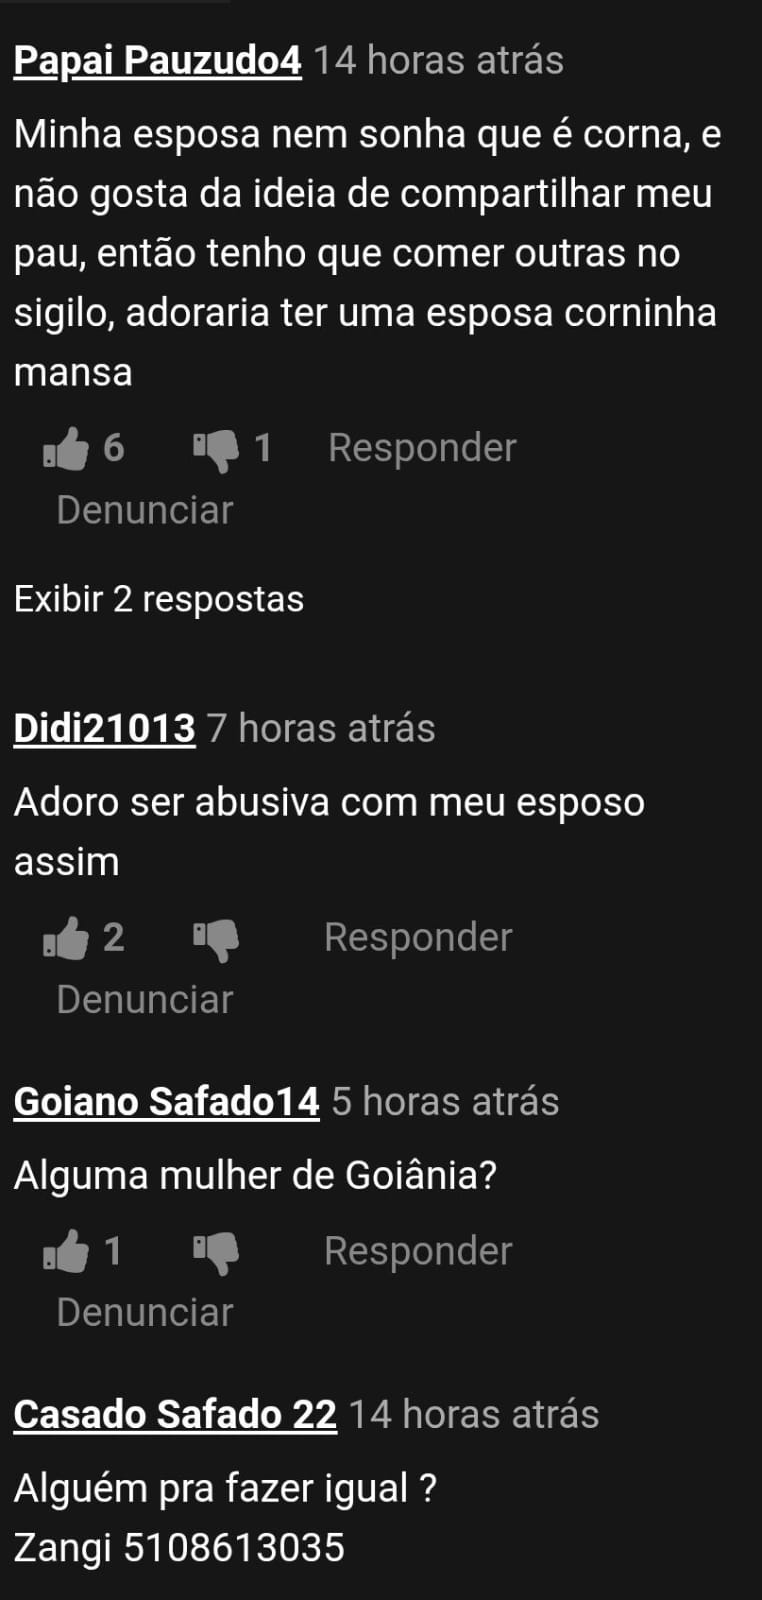 Papai Pauzudo4 14 horas atrás
Minha esposa nem sonha que é corna, e
não gosta da ideia de compartilhar meu
pau, então tenho que comer outras no
sigilo, adoraria ter uma esposa corninha
mansa
6 1 Responder
Denunciar
Exibir 2 respostas
Didi21013 7 horas atrás
Adoro ser abusiva com meu esposo
assim
2 Responder
Denunciar
Goiano Safado14 5 horas atrás
Alguma mulher de Goiânia?
1 Responder
Denunciar
Casado Safado 22 14 horas atrás
Alguém pra fazer igual ?
Zangi 5108613035